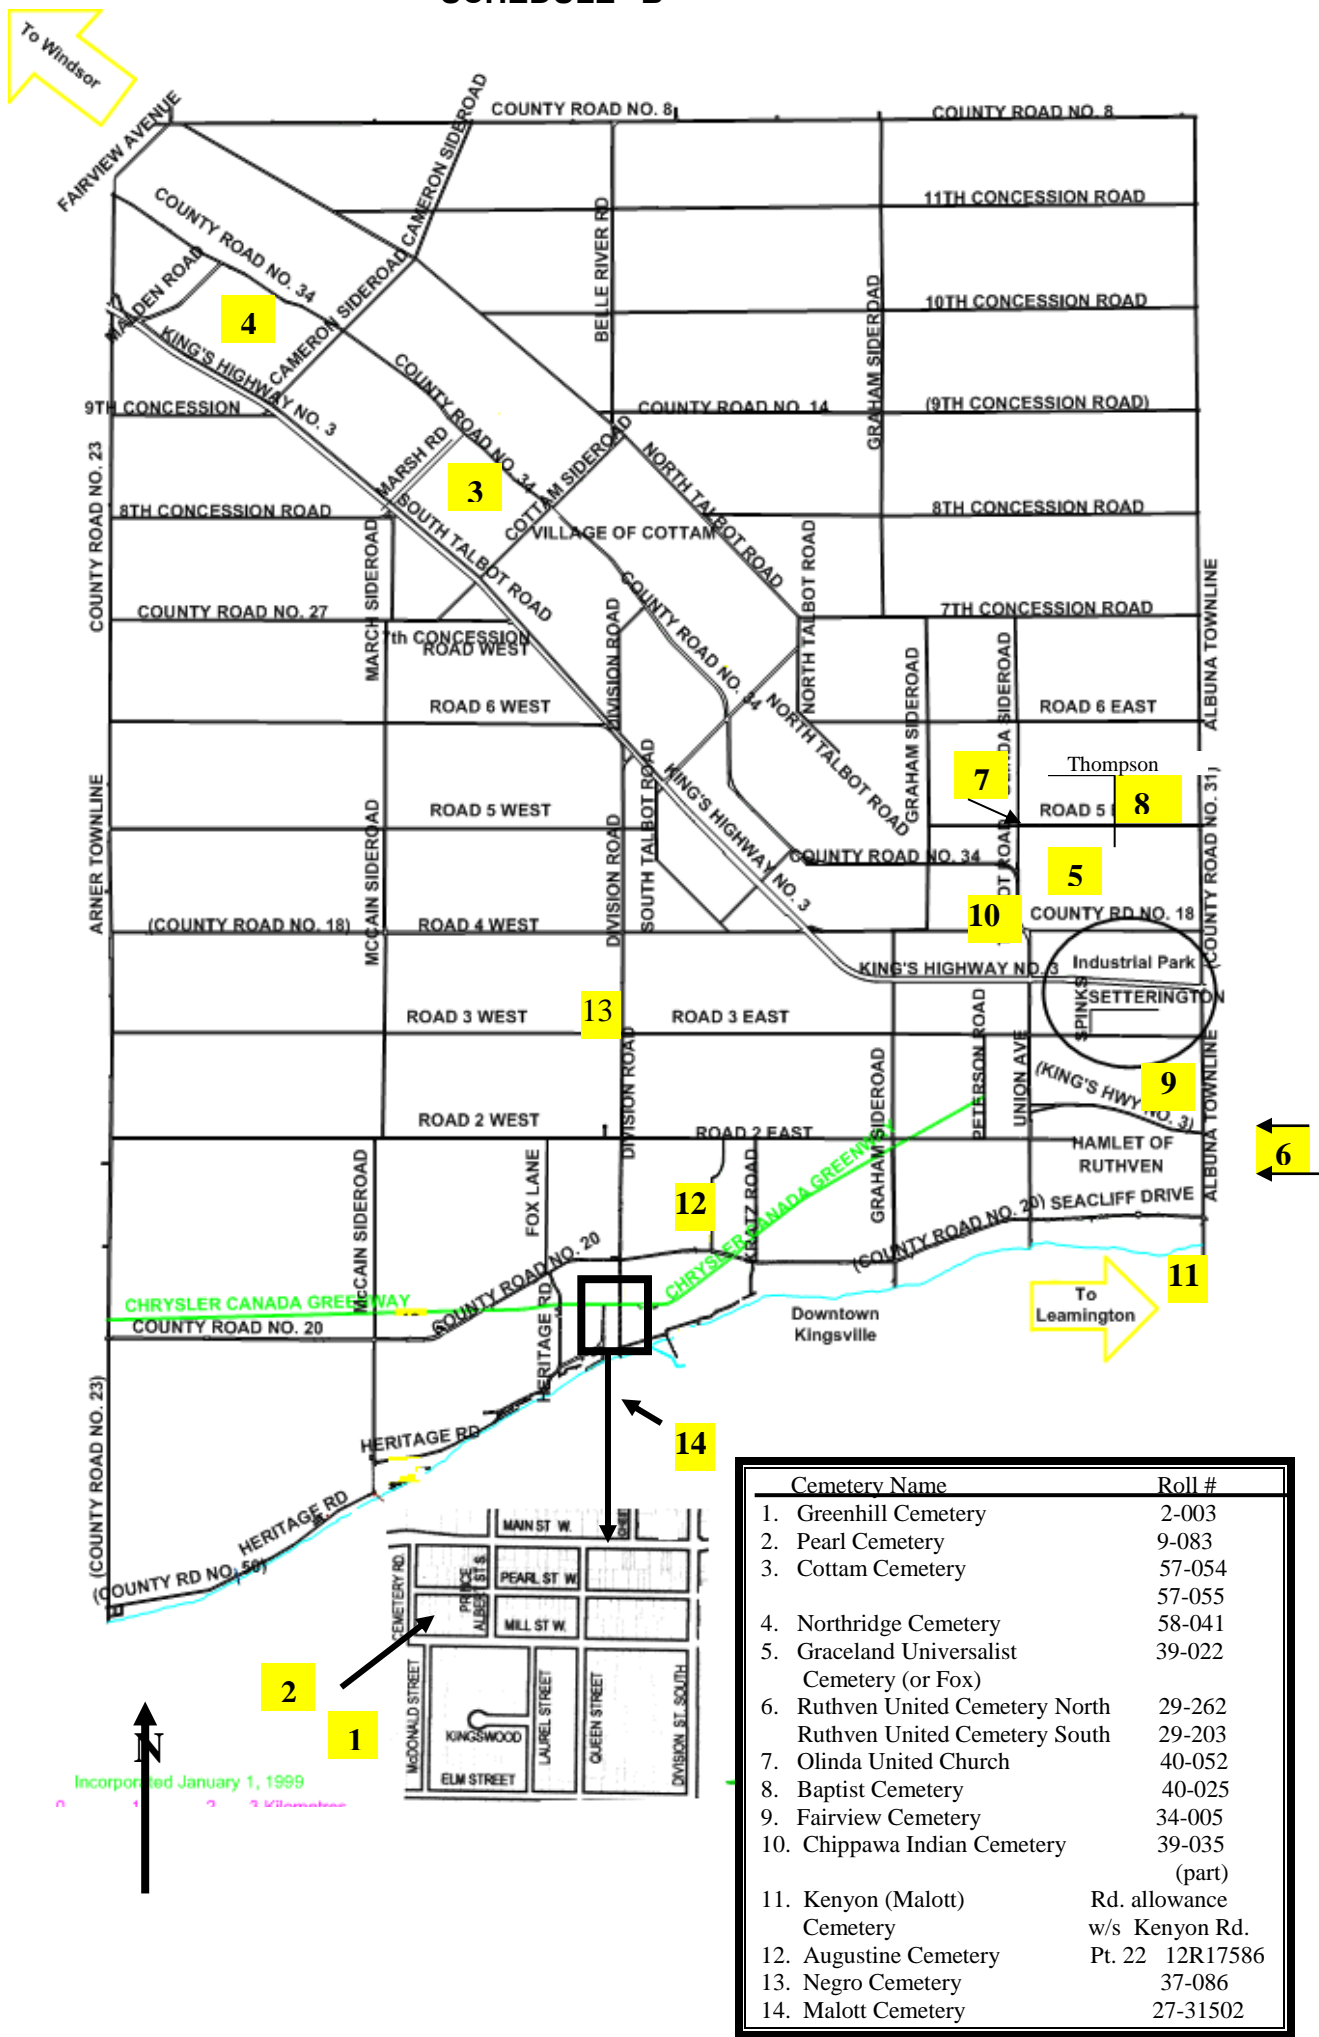 To Windsor
COUNTY ROAD NO. 8
COUNTY ROAD NO. 8
FAIRVIEW AVENUE
CAMERON SIDEROAD
11TH CONCESSION ROAD
COUNTY ROAD NO. 34
BELLE RIVER RD
MALDEN ROAD
CAMERON SIDEROAD
10TH CONCESSION ROAD
GRAHAM SIDEROAD
4
KING'S HIGHWAY NO. 3
COUNTY ROAD NO. 34
9TH CONCESSION
COUNTY ROAD NO. 14
(9TH CONCESSION ROAD)
COUNTY ROAD NO. 23
MARSH RD
3
COTTAM SIDEROAD
NORTH TALBOT ROAD
8TH CONCESSION ROAD
SOUTH TALBOT ROAD
8TH CONCESSION ROAD
VILLAGE OF COTTAM
MARCH SIDEROAD
COUNTY ROAD NO. 34
NORTH TALBOT ROAD
ALBUNA TOWNLINE
COUNTY ROAD NO. 27
7TH CONCESSION ROAD
7th CONCESSION
ROAD WEST
DIVISION ROAD
GRAHAM SIDEROAD
SIDEROAD
ROAD 6 WEST
NORTH TALBOT ROAD
ROAD 6 EAST
Thompson
7
8
ARNER TOWNLINE
MCCAIN SIDEROAD
ROAD 5 WEST
SOUTH TALBOT ROAD
KING'S HIGHWAY NO. 3
ROAD 5
(COUNTY ROAD NO. 31)
COUNTY ROAD NO. 34
5
DIVISION ROAD
10
COUNTY RD NO. 18
(COUNTY ROAD NO. 18)
ROAD 4 WEST
KING'S HIGHWAY NO. 3
Industrial Park
SETTERINGTON
SPINKS
13
ROAD 3 WEST
ROAD 3 EAST
DIVISION ROAD
GRAHAM SIDEROAD
PETERSON ROAD
UNION AVE
(KING'S HWY NO. 3)
9
ALBUNA TOWNLINE
ROAD 2 WEST
ROAD 2 EAST
HAMLET OF
RUTHVEN
6
McCAIN SIDEROAD
FOX LANE
12
KRATZ ROAD
CHRYSLER CANADA GREENWAY
(COUNTY ROAD NO. 20)
SEACLIFF DRIVE
COUNTY ROAD NO. 20
11
CHRYSLER CANADA GREENWAY
COUNTY ROAD NO. 20
HERITAGE RD
Downtown
Kingsville
To
Leamington
(COUNTY ROAD NO. 23)
HERITAGE RD
14
HERITAGE RD
(COUNTY RD NO. 50)
MAIN ST W.
CEMETERY RD.
PRINCE
ALBERT ST S.
PEARL ST W.
MILL ST W.
2
1
McDONALD STREET
KINGSWOOD
LAUREL STREET
QUEEN STREET
DIVISION ST. SOUTH
ELM STREET
N
Incorporated January 1, 1999
0 1 2 3 Kilometres
Cemetery Name Roll #
1. Greenhill Cemetery 2-003
2. Pearl Cemetery 9-083
3. Cottam Cemetery 57-054
57-055
4. Northridge Cemetery 58-041
5. Graceland Universalist 39-022
Cemetery (or Fox)
6. Ruthven United Cemetery North 29-262
Ruthven United Cemetery South 29-203
7. Olinda United Church 40-052
8. Baptist Cemetery 40-025
9. Fairview Cemetery 34-005
10. Chippawa Indian Cemetery 39-035
(part)
11. Kenyon (Malott) Rd. allowance
Cemetery w/s Kenyon Rd.
12. Augustine Cemetery Pt. 22 12R17586
13. Negro Cemetery 37-086
14. Malott Cemetery 27-31502